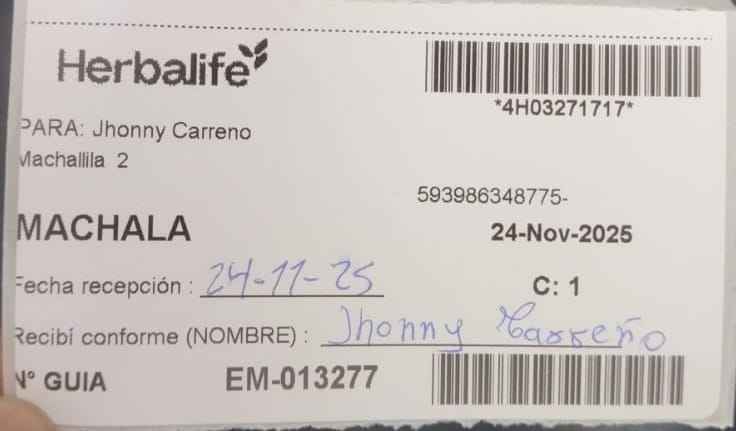 Herbalife
*4H03271717*
PARA: Jhonny Carreno
Machallila 2
593986348775-
MACHALA
24-Nov-2025
Fecha recepción : 24-11-25
C: 1
Recibí conforme (NOMBRE) : Jhonny Carreño
N° GUIA EM-013277